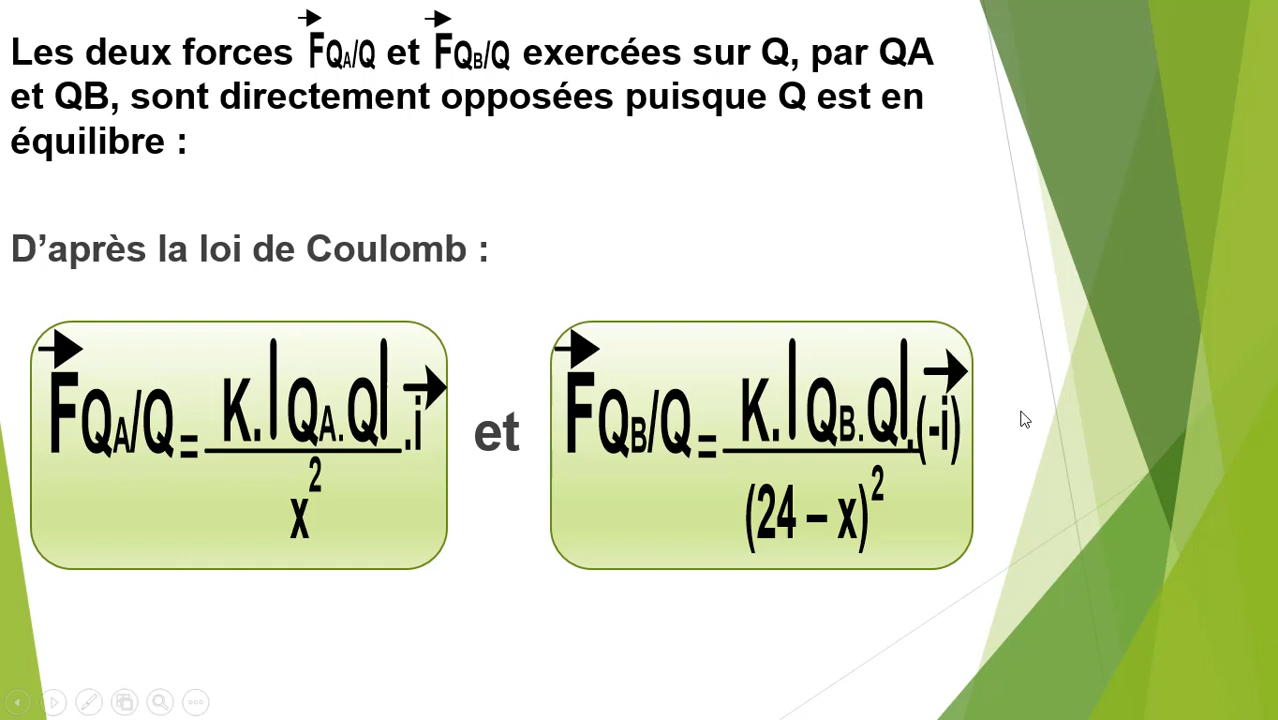 Les deux forces FQA/Q et FQB/Q exercées sur Q, par QA
et QB, sont directement opposées puisque Q est en
équilibre :
D’après la loi de Coulomb :
FQA/Q = K.|QA.Q| / x² .i et FQB/Q = K.|QB.Q| / (24 – x)² .(-i)